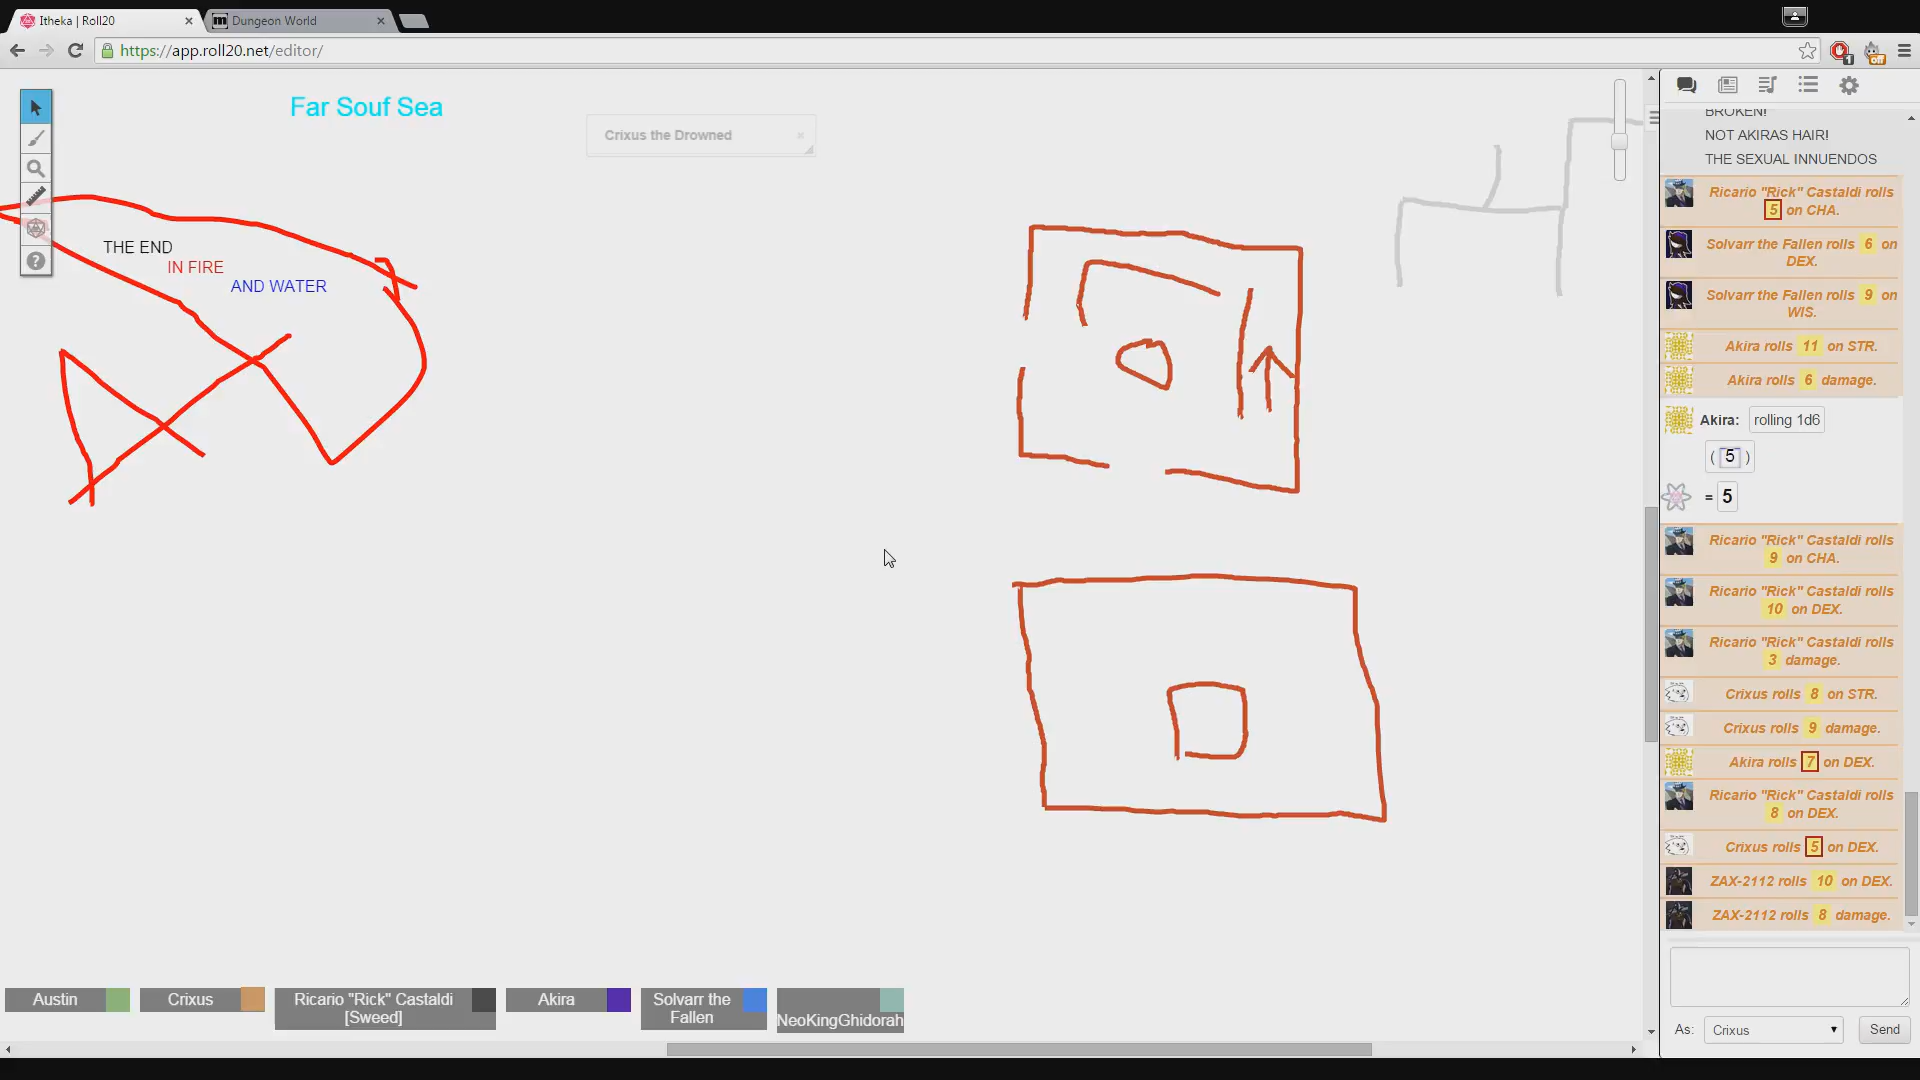 Itheka | Roll20
Dungeon World
https://app.roll20.net/editor/
Far Souf Sea
Crixus the Drowned
THE END
IN FIRE
AND WATER
BROKEN!
NOT AKIRAS HAIR!
THE SEXUAL INNUENDOS
Ricario "Rick" Castaldi rolls
5 on CHA.
Solvarr the Fallen rolls 6 on
DEX.
Solvarr the Fallen rolls 9 on
WIS.
Akira rolls 11 on STR.
Akira rolls 6 damage.
Akira: rolling 1d6
( 5 )
= 5
Ricario "Rick" Castaldi rolls
9 on CHA.
Ricario "Rick" Castaldi rolls
10 on DEX.
Ricario "Rick" Castaldi rolls
3 damage.
Crixus rolls 8 on STR.
Crixus rolls 9 damage.
Akira rolls 7 on DEX.
Ricario "Rick" Castaldi rolls
8 on DEX.
Crixus rolls 5 on DEX.
ZAX-2112 rolls 10 on DEX.
ZAX-2112 rolls 8 damage.
As: Crixus Send
Austin
Crixus
Ricario "Rick" Castaldi
[Sweed]
Akira
Solvarr the
Fallen
NeoKingGhidorah